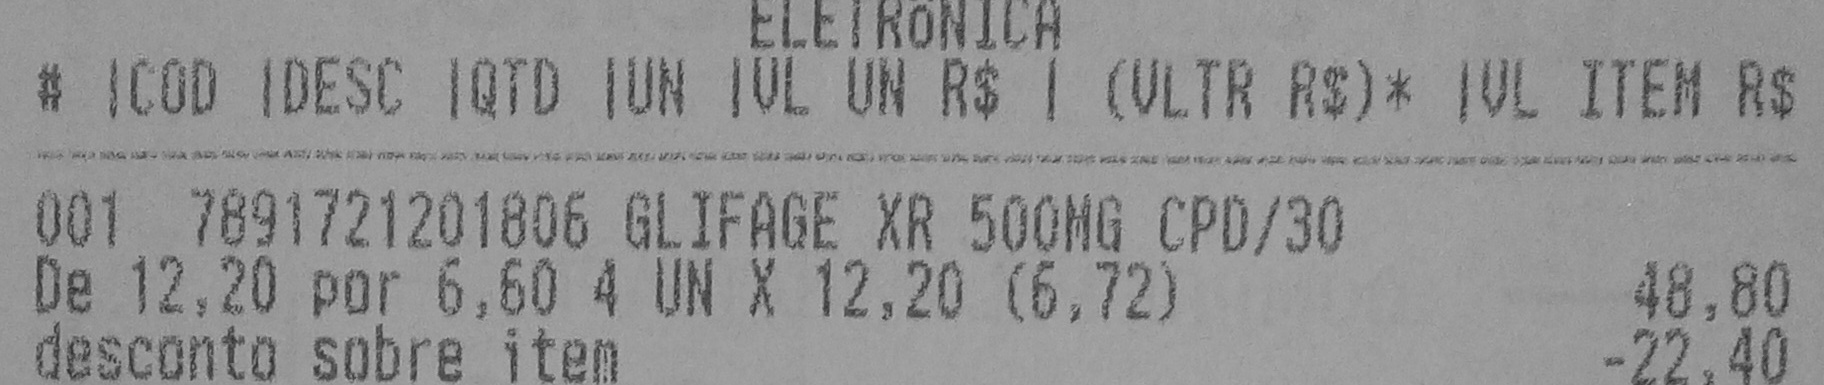 ELETRÔNICA
# |COD |DESC |QTD |UN |VL UN R$ | (VLTR R$)* |VL ITEM R$
001 7891721201806 GLIFAGE XR 500MG CPD/30
De 12,20 por 6,60 4 UN X 12,20 (6,72) 48,80
desconto sobre item -22,40